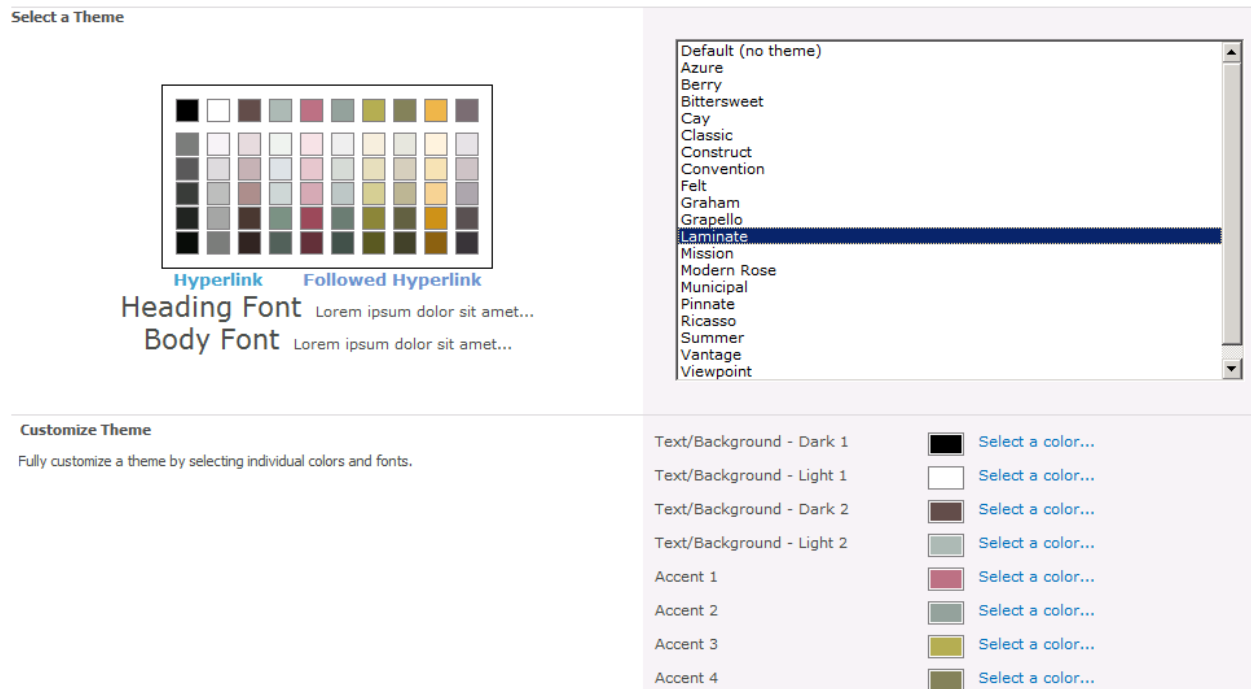 Select a Theme
Hyperlink Followed Hyperlink
Heading Font Lorem ipsum dolor sit amet...
Body Font Lorem ipsum dolor sit amet...
Default (no theme)
Azure
Berry
Bittersweet
Cay
Classic
Construct
Convention
Felt
Graham
Grapello
Laminate
Mission
Modern Rose
Municipal
Pinnate
Ricasso
Summer
Vantage
Viewpoint
Customize Theme
Fully customize a theme by selecting individual colors and fonts.
Text/Background - Dark 1 Select a color...
Text/Background - Light 1 Select a color...
Text/Background - Dark 2 Select a color...
Text/Background - Light 2 Select a color...
Accent 1 Select a color...
Accent 2 Select a color...
Accent 3 Select a color...
Accent 4 Select a color...